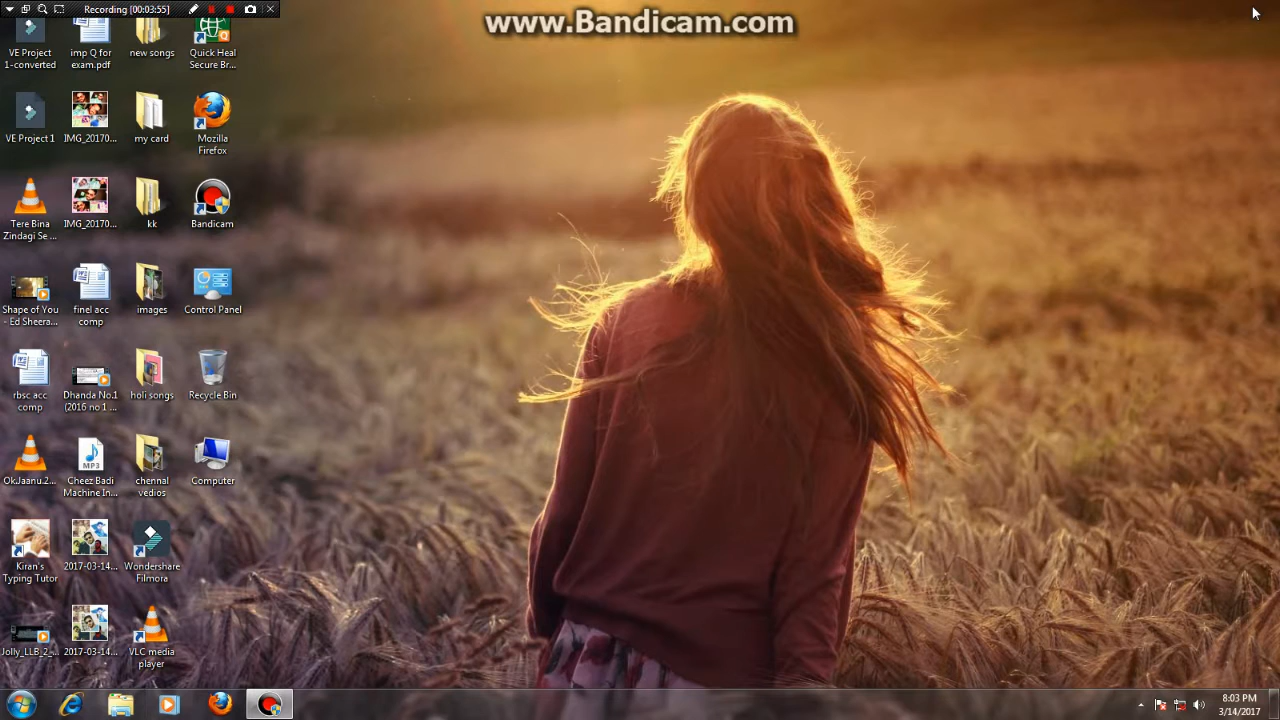 Recording [00:03:55]
www.Bandicam.com
VE Project
1-converted
imp Q for
exam.pdf
new songs
Quick Heal
Secure Br...
VE Project 1
IMG_20170...
my card
Mozilla
Firefox
Tere Bina
Zindagi Se ...
IMG_20170...
kk
Bandicam
Shape of You
- Ed Sheera...
finel acc
comp
images
Control Panel
rbsc acc
comp
Dhanda No.1
(2016 no 1 ...
holi songs
Recycle Bin
OkJaanu.2...
MP3
Cheez Badi
Machine In...
chennal
vedios
Computer
Kiran's
Typing Tutor
2017-03-14...
Wondershare
Filmora
Jolly_LLB_2_...
2017-03-14...
VLC media
player
8:03 PM
3/14/2017